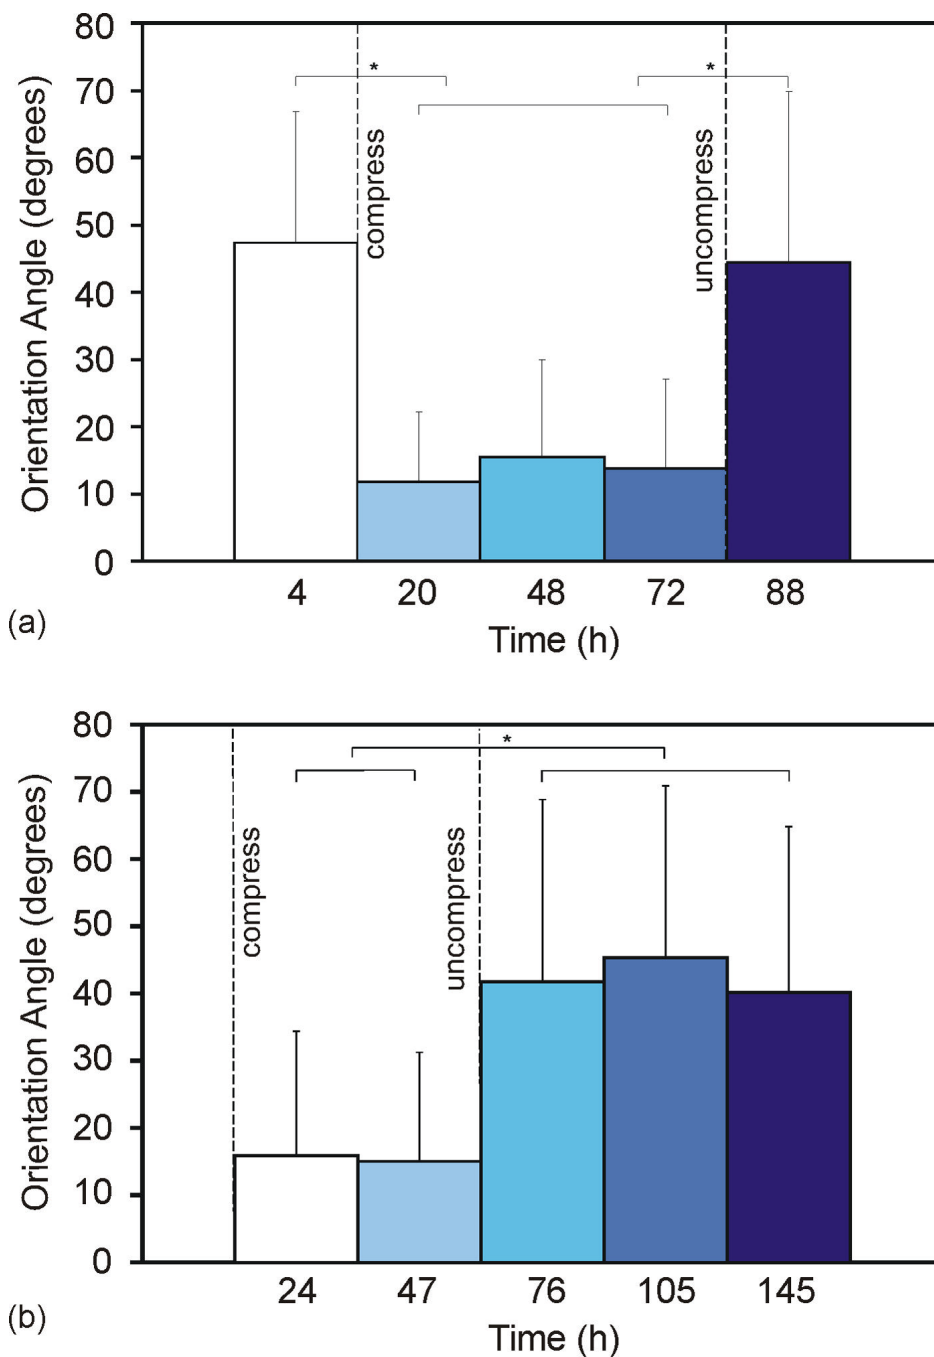 80
70
60
50
40
30
20
10
0
Orientation Angle (degrees)
*
*
compress
uncompress
4 20 48 72 88
Time (h)
(a)
80
70
60
50
40
30
20
10
0
Orientation Angle (degrees)
*
compress
uncompress
24 47 76 105 145
Time (h)
(b)